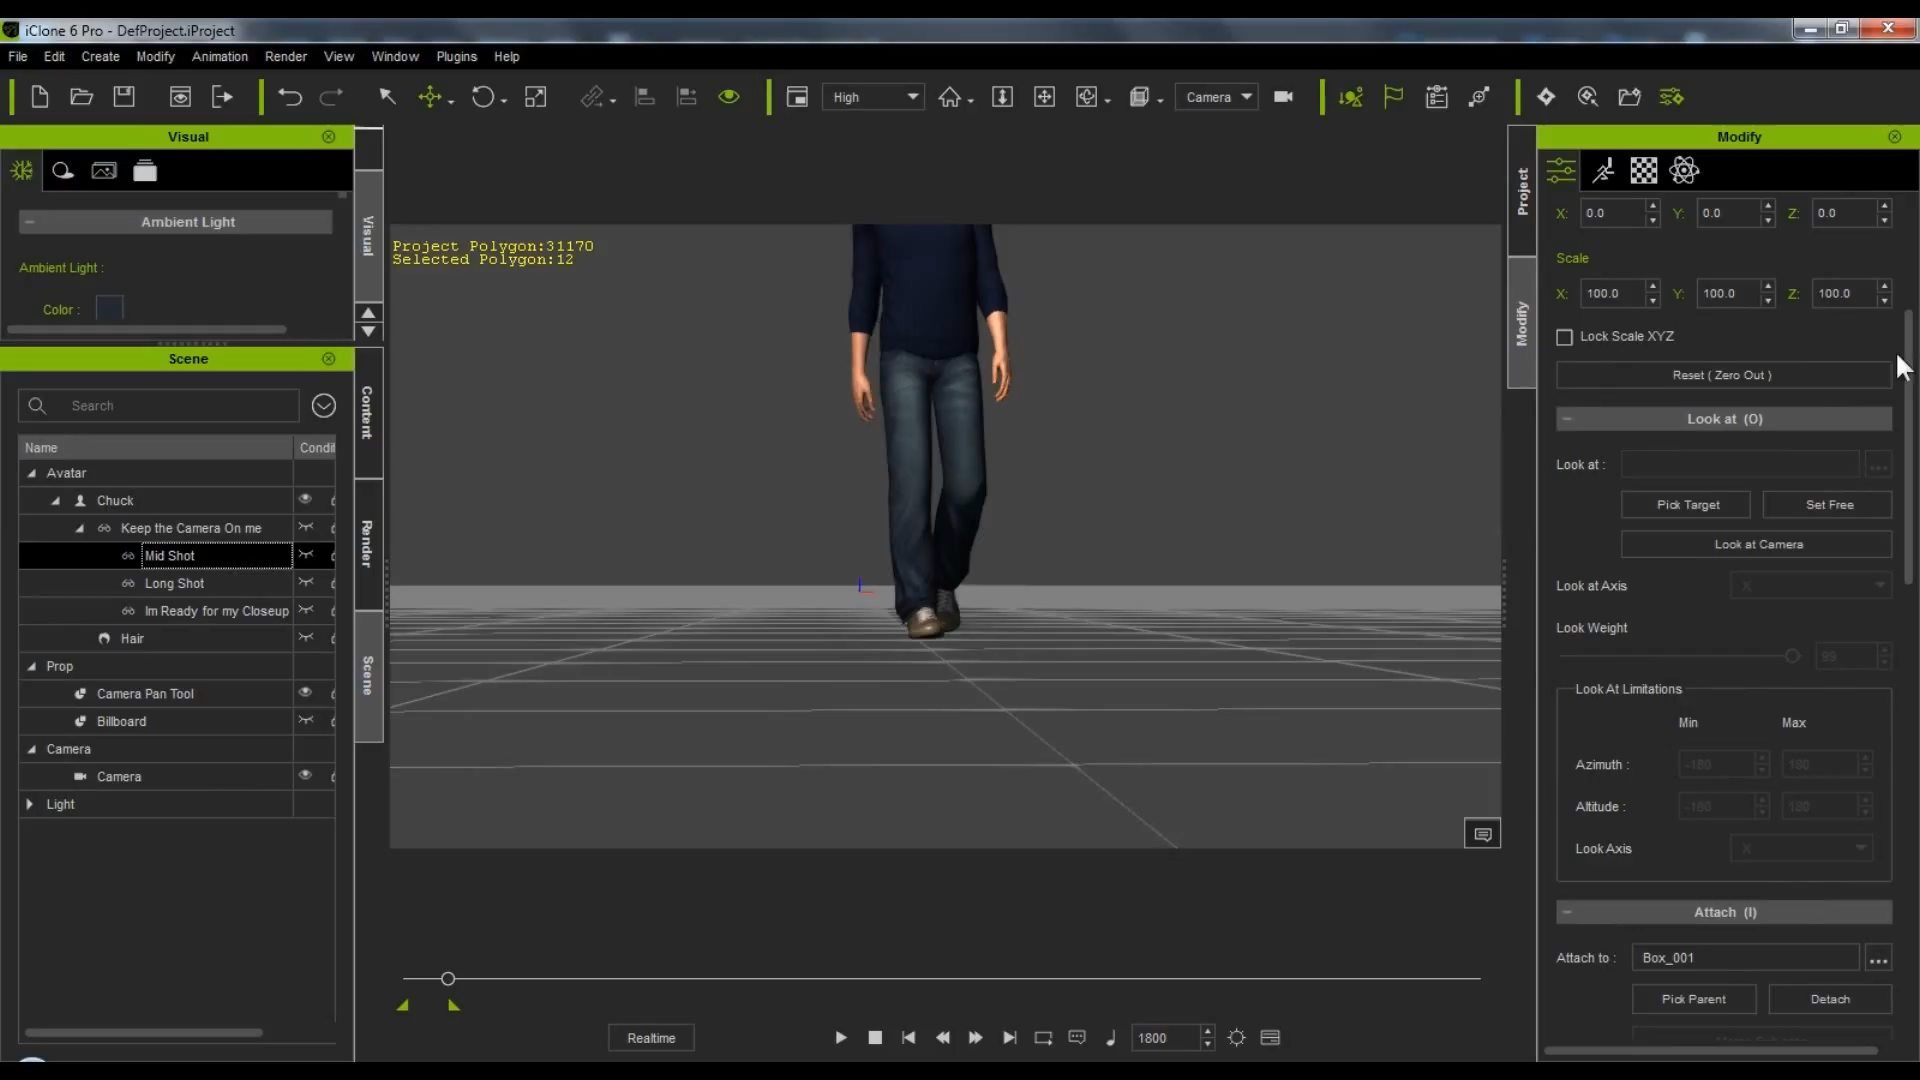 iClone 6 Pro - DefProject.iProject
File Edit Create Modify Animation Render View Window Plugins Help
High Camera
Visual
Ambient Light
Ambient Light :
Color :
Visual
Scene
Search
Name Condit
Avatar
Chuck
Keep the Camera On me
Mid Shot
Long Shot
Im Ready for my Closeup
Hair
Prop
Camera Pan Tool
Billboard
Camera
Camera
Light
Content
Render
Scene
Project Polygon:31170
Selected Polygon:12
Realtime
1800
Project
Modify
Modify
X: 0.0 Y: 0.0 Z: 0.0
Scale
X: 100.0 Y: 100.0 Z: 100.0
Lock Scale XYZ
Reset ( Zero Out )
Look at (O)
Look at : ...
Pick Target Set Free
Look at Camera
Look at Axis X
Look Weight
99
Look At Limitations
Min Max
Azimuth : -180 180
Altitude : -180 180
Look Axis X
Attach (I)
Attach to : Box_001 ...
Pick Parent Detach